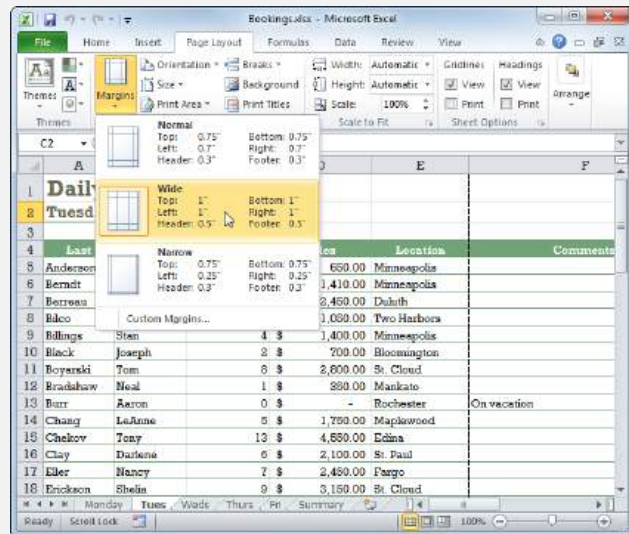 Bookings.xlsx - Microsoft Excel
File Home Insert Page Layout Formulas Data Review View
Themes Margins Orientation Breaks Width: Automatic Gridlines Headings
Size Background Height: Automatic View View Arrange
Print Area Print Titles Scale: 100% Print Print
Themes Scale to Fit Sheet Options
C2
Normal
Top: 0.75" Bottom: 0.75"
Left: 0.7" Right: 0.7"
Header: 0.3" Footer: 0.3"
Wide
Top: 1" Bottom: 1"
Left: 1" Right: 1"
Header: 0.5" Footer: 0.5"
Narrow
Top: 0.75" Bottom: 0.75"
Left: 0.25" Right: 0.25"
Header: 0.3" Footer: 0.3"
Custom Margins...
A E F
1 Daily
2 Tuesd
3
4 Last les Location Comments
5 Anderson 650.00 Minneapolis
6 Berndt 1,410.00 Minneapolis
7 Berreau 2,450.00 Duluth
8 Bilco 1,050.00 Two Harbors
9 Billings Stan 4 $ 1,400.00 Minneapolis
10 Black Joseph 2 $ 700.00 Bloomington
11 Boyarski Tom 8 $ 2,800.00 St. Cloud
12 Bradshaw Neal 1 $ 350.00 Mankato
13 Burr Aaron 0 $ - Rochester On vacation
14 Chang LeAnne 5 $ 1,750.00 Maplewood
15 Chekov Tony 13 $ 4,550.00 Edina
16 Clay Darlene 6 $ 2,100.00 St. Paul
17 Eller Nancy 7 $ 2,450.00 Fargo
18 Erickson Shelia 9 $ 3,150.00 St. Cloud
Monday Tues Weds Thurs Fri Summary
Ready Scroll Lock 100%